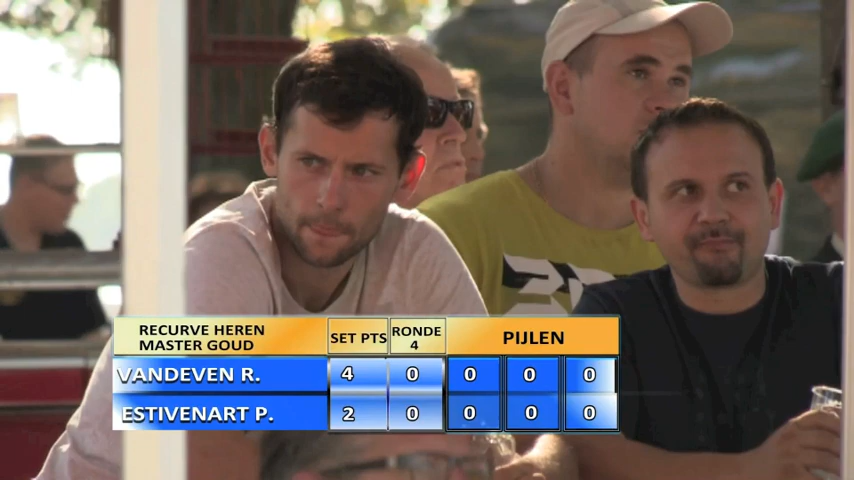 RECURVE HEREN
MASTER GOUD
SET PTS
RONDE
4
PIJLEN
VANDEVEN R. 4 0 0 0 0
ESTIVENART P. 2 0 0 0 0